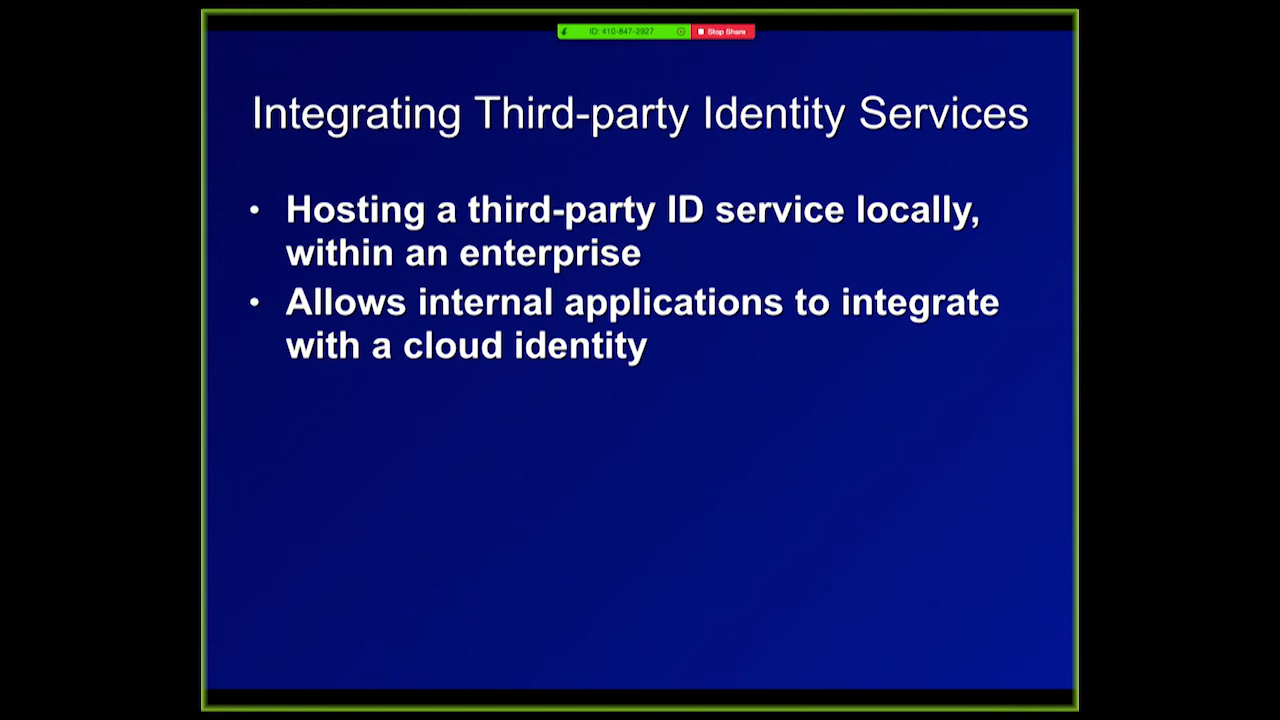 ID: 410-847-2927 Stop Share
Integrating Third-party Identity Services
• Hosting a third-party ID service locally,
within an enterprise
• Allows internal applications to integrate
with a cloud identity